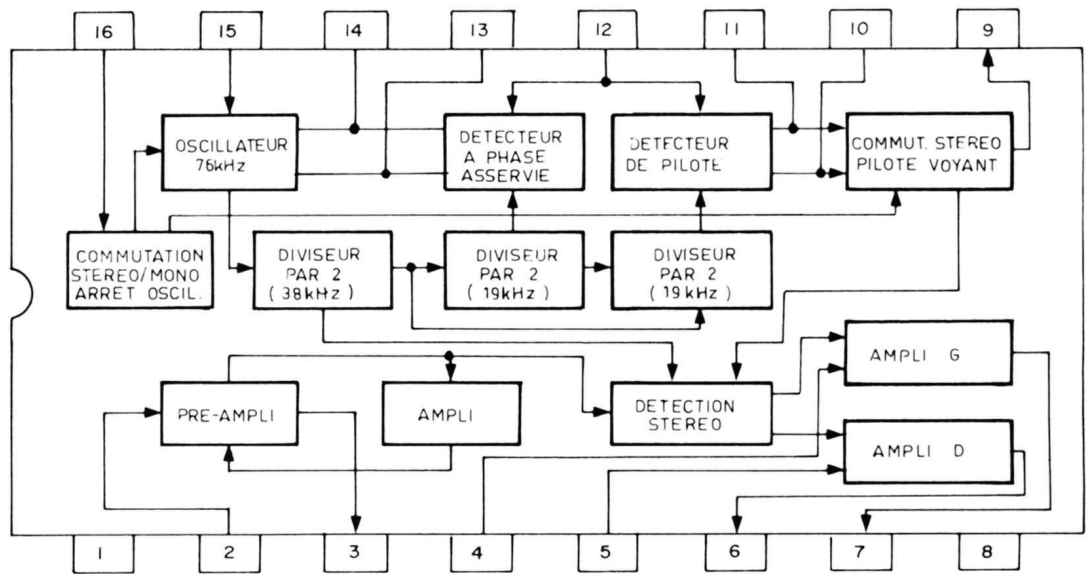 16 15 14 13 12 11 10 9
OSCILLATEUR
76kHz
DETECTEUR
A PHASE
ASSERVIE
DETECTEUR
DE PILOTE
COMMUT. STEREO
PILOTE VOYANT
COMMUTATION
STEREO/MONO
ARRET OSCIL.
DIVISEUR
PAR 2
(38kHz)
DIVISEUR
PAR 2
(19kHz)
DIVISEUR
PAR 2
(19kHz)
PRE-AMPLI
AMPLI
DETECTION
STEREO
AMPLI G
AMPLI D
1 2 3 4 5 6 7 8